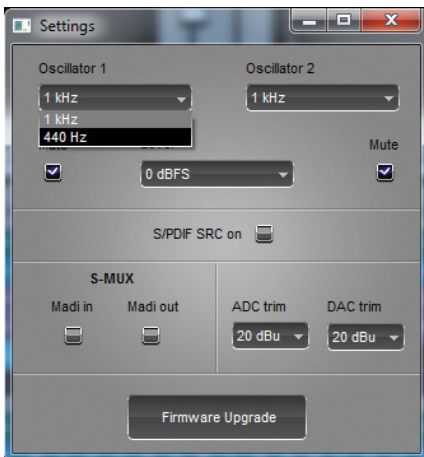 Settings
Oscillator 1 Oscillator 2
1 kHz 1 kHz
1 kHz
440 Hz
Mute
0 dBFS
S/PDIF SRC on
S-MUX
Madi in Madi out ADC trim DAC trim
20 dBu 20 dBu
Firmware Upgrade